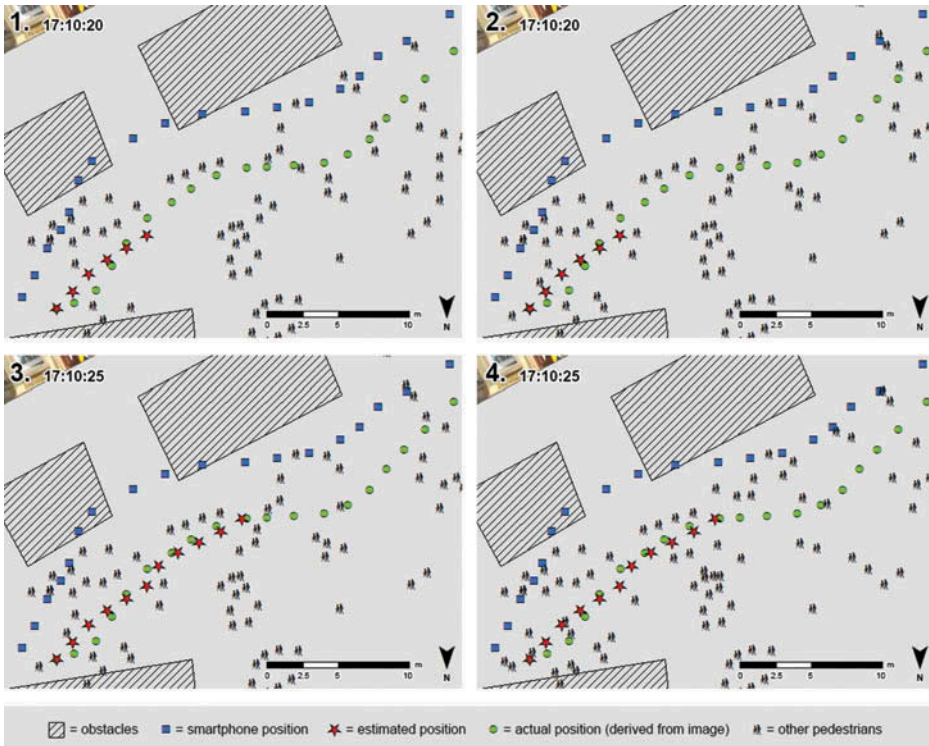 1. 17:10:20
0 2.5 5 10 m
N
2. 17:10:20
0 2.5 5 10 m
N
3. 17:10:25
0 2.5 5 10 m
N
4. 17:10:25
0 2.5 5 10 m
N
= obstacles = smartphone position = estimated position = actual position (derived from image) = other pedestrians